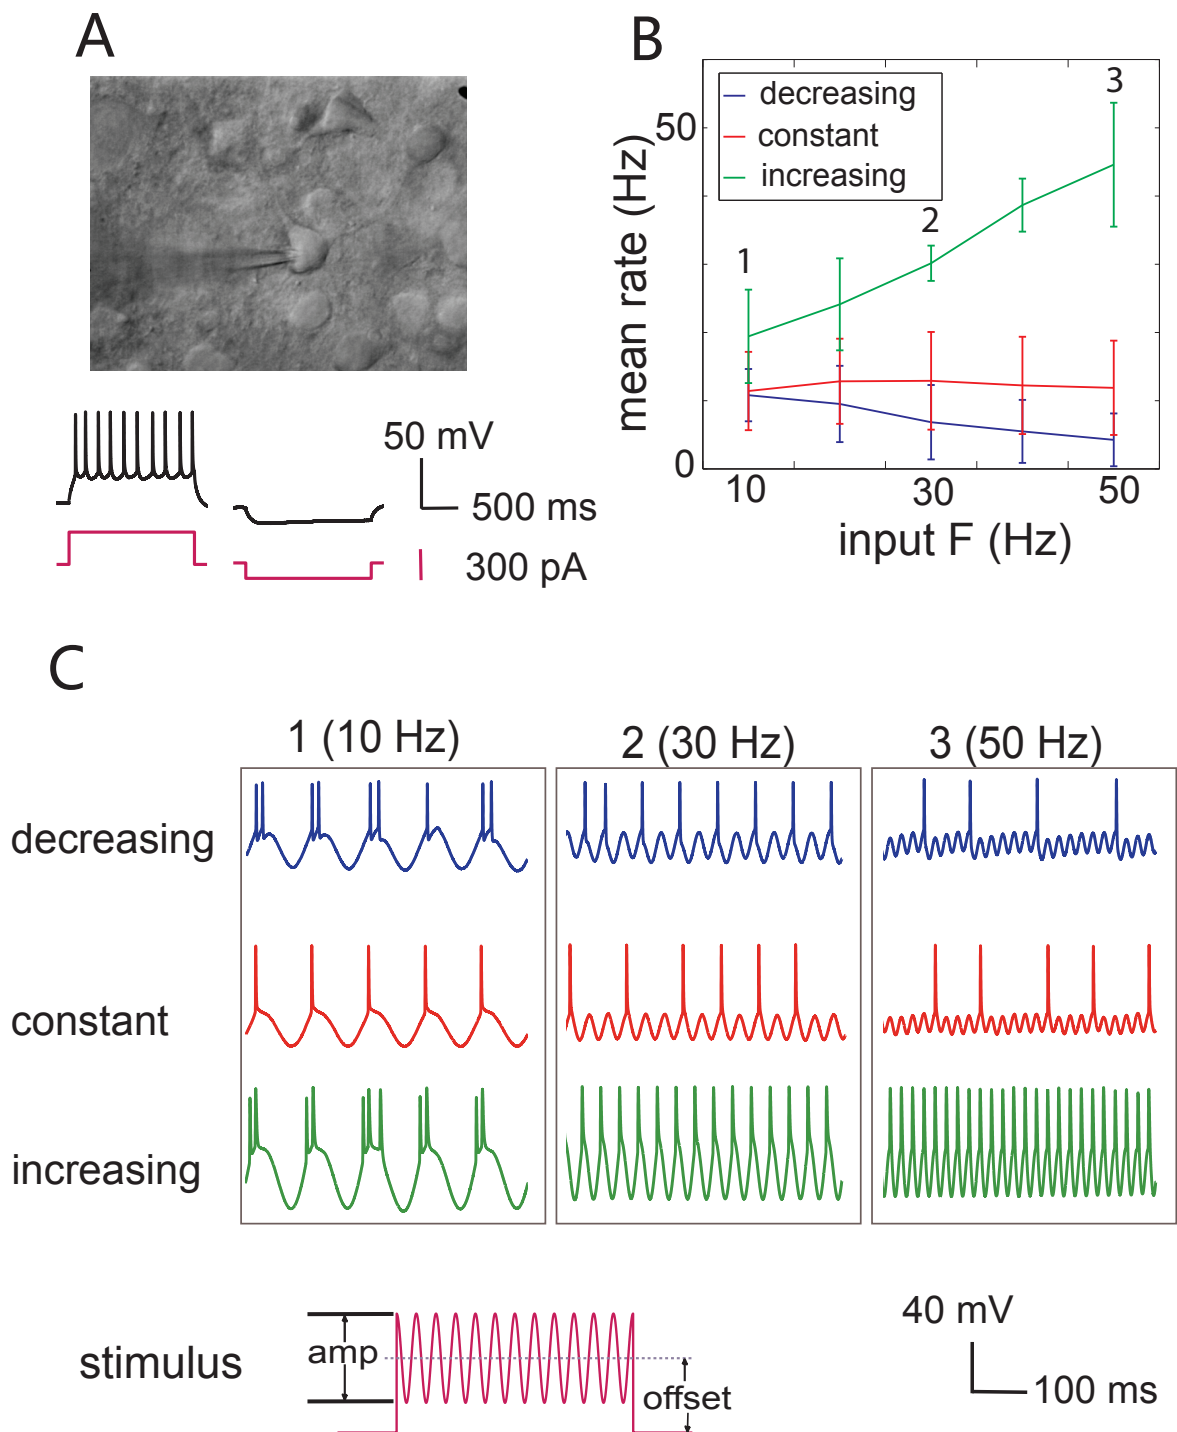 A
50 mV
500 ms
300 pA
B
decreasing
constant
increasing
1
2
3
50
0
mean rate (Hz)
10
30
50
input F (Hz)
C
1 (10 Hz)
2 (30 Hz)
3 (50 Hz)
decreasing
constant
increasing
stimulus
amp
offset
40 mV
100 ms